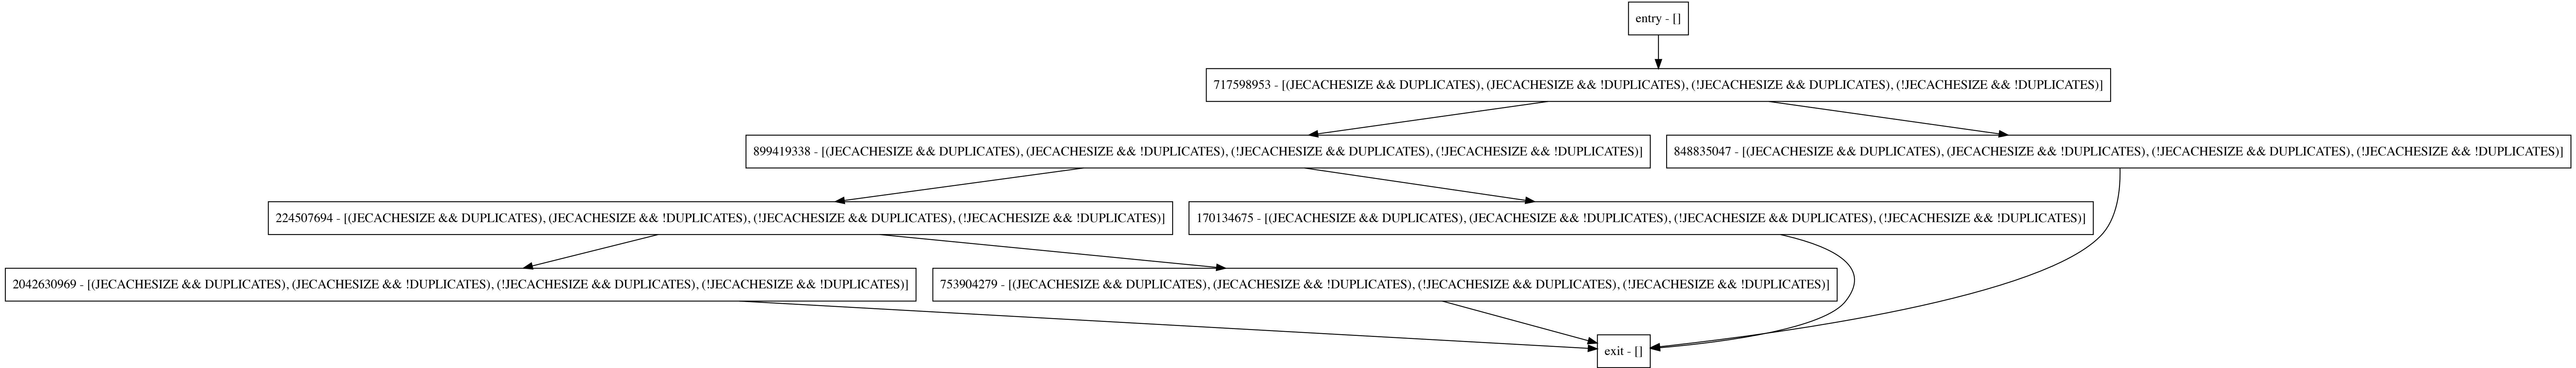 entry - []
717598953 - [(JECACHESIZE && DUPLICATES), (JECACHESIZE && !DUPLICATES), (!JECACHESIZE && DUPLICATES), (!JECACHESIZE && !DUPLICATES)]
899419338 - [(JECACHESIZE && DUPLICATES), (JECACHESIZE && !DUPLICATES), (!JECACHESIZE && DUPLICATES), (!JECACHESIZE && !DUPLICATES)]
848835047 - [(JECACHESIZE && DUPLICATES), (JECACHESIZE && !DUPLICATES), (!JECACHESIZE && DUPLICATES), (!JECACHESIZE && !DUPLICATES)]
224507694 - [(JECACHESIZE && DUPLICATES), (JECACHESIZE && !DUPLICATES), (!JECACHESIZE && DUPLICATES), (!JECACHESIZE && !DUPLICATES)]
170134675 - [(JECACHESIZE && DUPLICATES), (JECACHESIZE && !DUPLICATES), (!JECACHESIZE && DUPLICATES), (!JECACHESIZE && !DUPLICATES)]
2042630969 - [(JECACHESIZE && DUPLICATES), (JECACHESIZE && !DUPLICATES), (!JECACHESIZE && DUPLICATES), (!JECACHESIZE && !DUPLICATES)]
753904279 - [(JECACHESIZE && DUPLICATES), (JECACHESIZE && !DUPLICATES), (!JECACHESIZE && DUPLICATES), (!JECACHESIZE && !DUPLICATES)]
exit - []